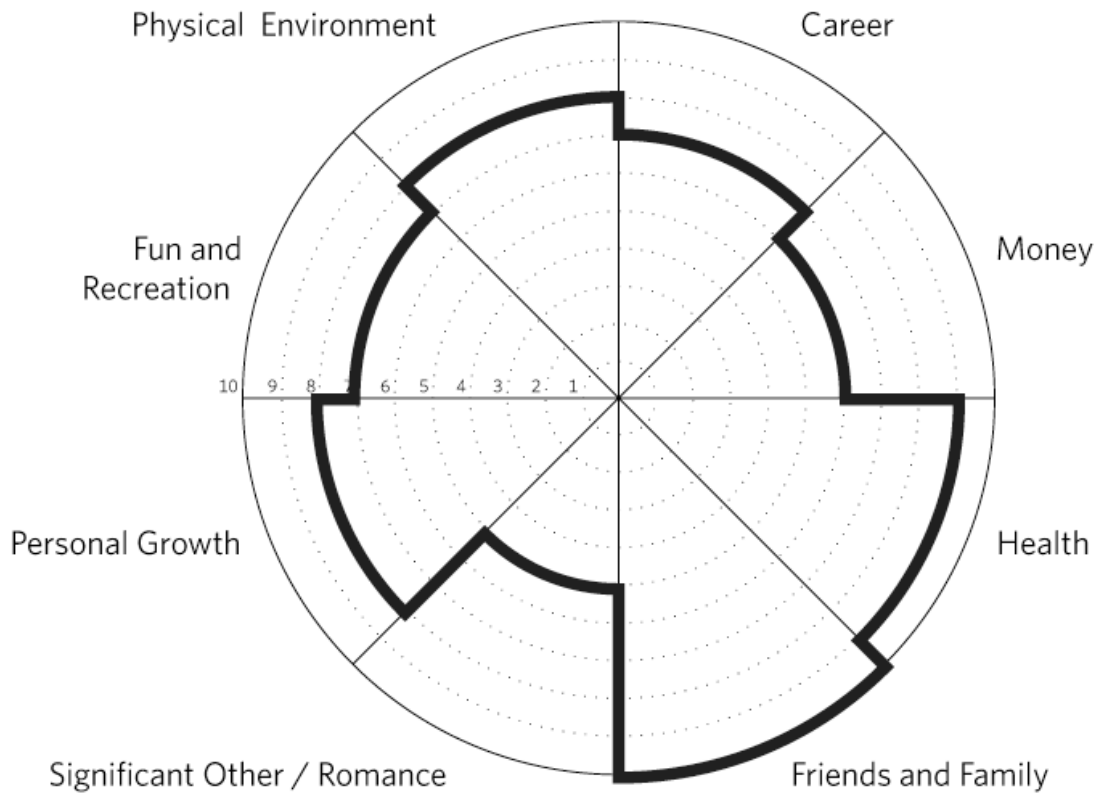 Physical Environment
Career
Fun and
Recreation
Money
10 9 8 7 6 5 4 3 2 1
Personal Growth
Health
Significant Other / Romance
Friends and Family